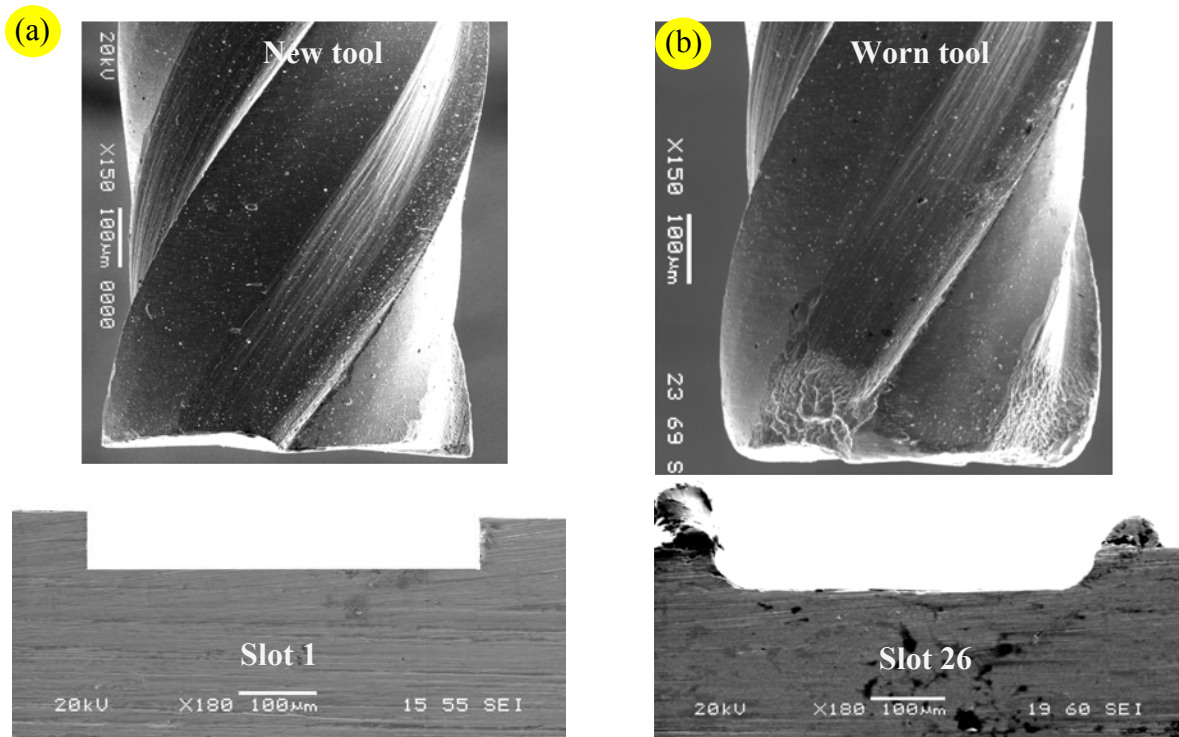 (a)
New tool
20kV X150 100µm 0000
Slot 1
20kV X180 100µm 15 55 SEI
(b)
Worn tool
X150 100µm 23 69 S
Slot 26
20kV X180 100µm 19 60 SEI